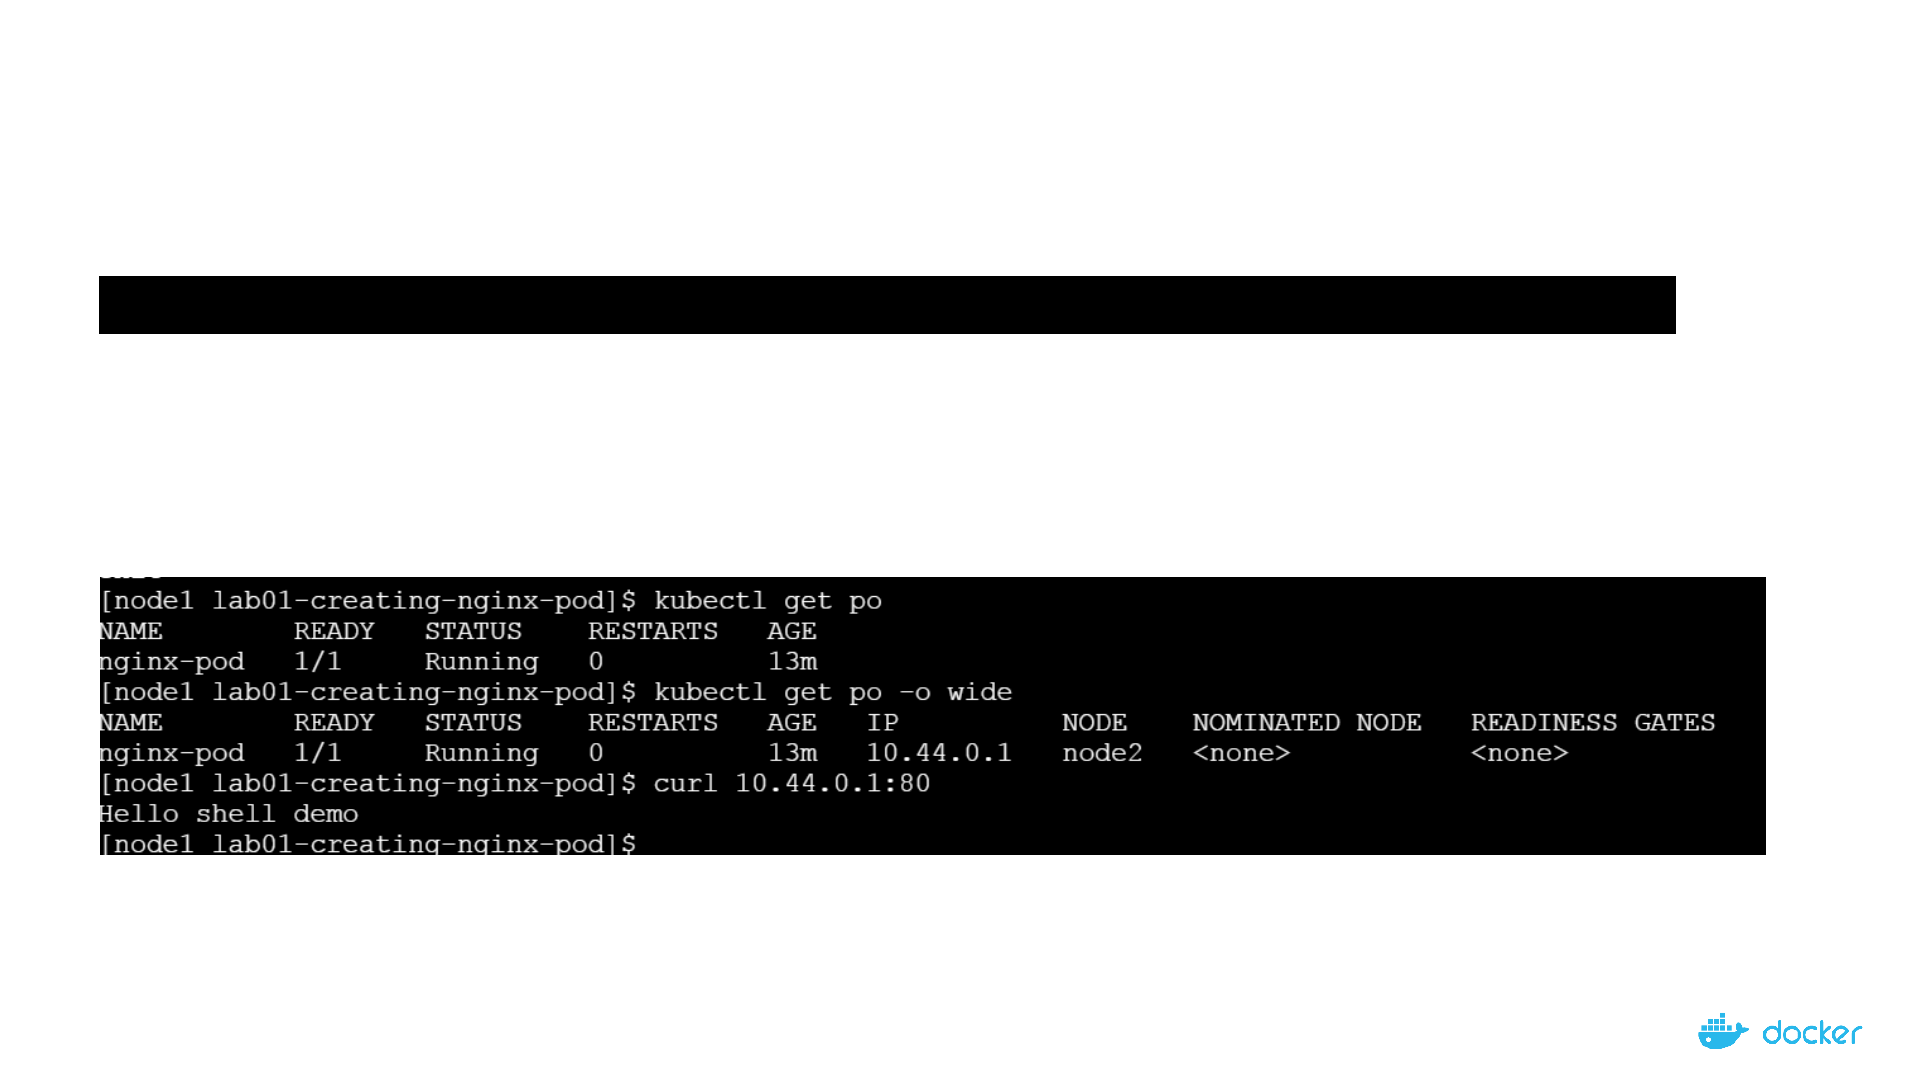 [node1 lab01-creating-nginx-pod]$ kubectl get po
NAME        READY   STATUS    RESTARTS   AGE
nginx-pod   1/1     Running   0          13m
[node1 lab01-creating-nginx-pod]$ kubectl get po -o wide
NAME        READY   STATUS    RESTARTS   AGE   IP          NODE    NOMINATED NODE   READINESS GATES
nginx-pod   1/1     Running   0          13m   10.44.0.1   node2   <none>           <none>
[node1 lab01-creating-nginx-pod]$ curl 10.44.0.1:80
Hello shell demo
[node1 lab01-creating-nginx-pod]$
docker